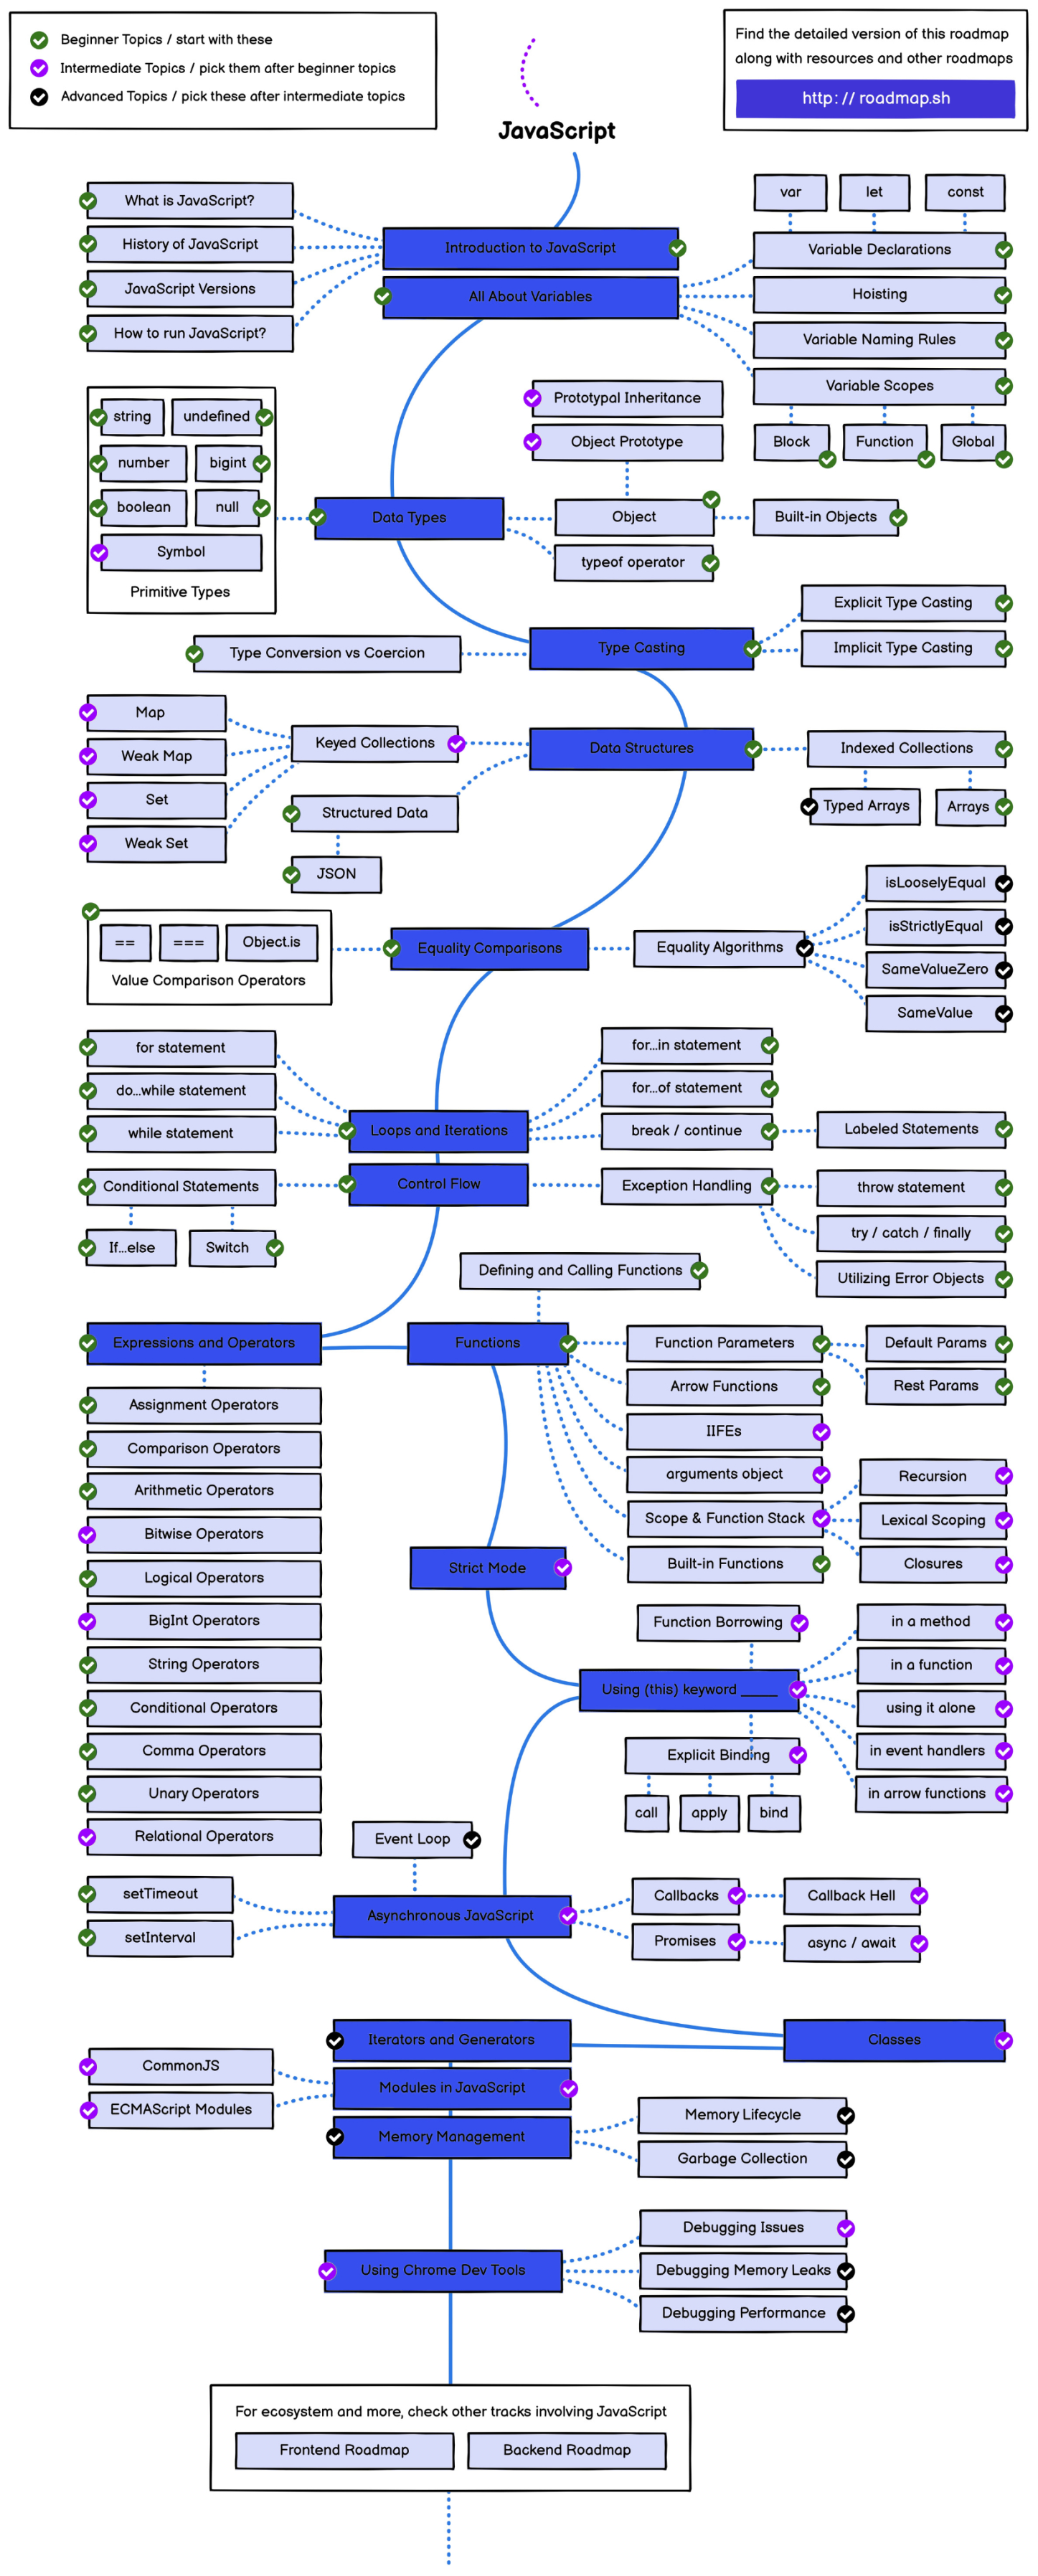 Beginner Topics / start with these
Intermediate Topics / pick them after beginner topics
Advanced Topics / pick these after intermediate topics
Find the detailed version of this roadmap
along with resources and other roadmaps
http: // roadmap.sh
JavaScript
What is JavaScript?
History of JavaScript
JavaScript Versions
How to run JavaScript?
Introduction to JavaScript
All About Variables
var
let
const
Variable Declarations
Hoisting
Variable Naming Rules
Variable Scopes
Block
Function
Global
string
undefined
number
bigint
boolean
null
Symbol
Primitive Types
Data Types
Prototypal Inheritance
Object Prototype
Object
Built-in Objects
typeof operator
Type Conversion vs Coercion
Type Casting
Explicit Type Casting
Implicit Type Casting
Map
Weak Map
Set
Weak Set
Keyed Collections
Structured Data
JSON
Data Structures
Indexed Collections
Typed Arrays
Arrays
==
===
Object.is
Value Comparison Operators
Equality Comparisons
Equality Algorithms
isLooselyEqual
isStrictlyEqual
SameValueZero
SameValue
for statement
do...while statement
while statement
Loops and Iterations
for...in statement
for...of statement
break / continue
Labeled Statements
Conditional Statements
If...else
Switch
Control Flow
Exception Handling
throw statement
try / catch / finally
Utilizing Error Objects
Defining and Calling Functions
Expressions and Operators
Functions
Function Parameters
Default Params
Rest Params
Arrow Functions
IIFEs
arguments object
Scope & Function Stack
Recursion
Lexical Scoping
Closures
Built-in Functions
Assignment Operators
Comparison Operators
Arithmetic Operators
Bitwise Operators
Logical Operators
BigInt Operators
String Operators
Conditional Operators
Comma Operators
Unary Operators
Relational Operators
Strict Mode
Function Borrowing
Using (this) keyword _____
in a method
in a function
using it alone
in event handlers
in arrow functions
Explicit Binding
call
apply
bind
Event Loop
setTimeout
setInterval
Asynchronous JavaScript
Callbacks
Callback Hell
Promises
async / await
Classes
Iterators and Generators
CommonJS
ECMAScript Modules
Modules in JavaScript
Memory Management
Memory Lifecycle
Garbage Collection
Using Chrome Dev Tools
Debugging Issues
Debugging Memory Leaks
Debugging Performance
For ecosystem and more, check other tracks involving JavaScript
Frontend Roadmap
Backend Roadmap